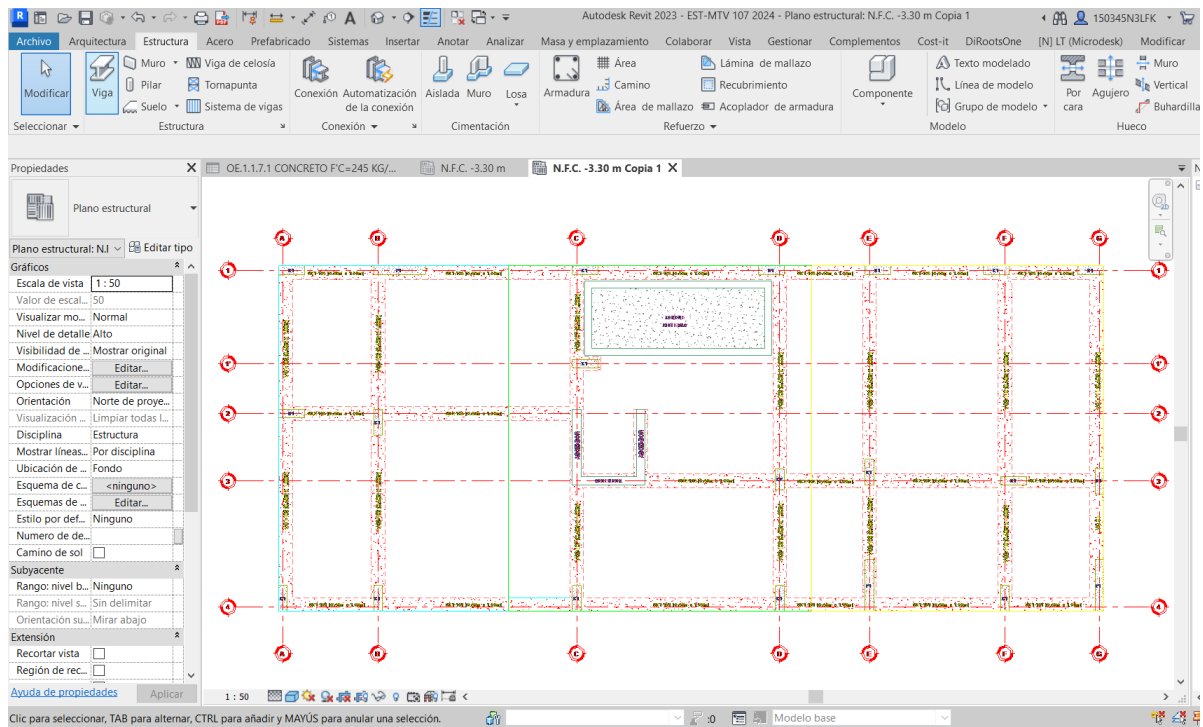 Autodesk Revit 2023 - EST-MTV 107 2024 - Plano estructural: N.F.C. -3.30 m Copia 1
150345N3LFK
Archivo Arquitectura Estructura Acero Prefabricado Sistemas Insertar Anotar Analizar Masa y emplazamiento Colaborar Vista Gestionar Complementos Cost-it DiRootsOne [N] LT (Microdesk) Modificar
Modificar
Viga
Muro
Pilar
Suelo
Viga de celosía
Tornapunta
Sistema de vigas
Conexión
Automatización de la conexión
Aislada Muro Losa
Armadura
Área
Camino
Área de mallazo
Lámina de mallazo
Recubrimiento
Acoplador de armadura
Componente
Texto modelado
Línea de modelo
Grupo de modelo
Por cara
Agujero
Muro
Vertical
Buhardilla
Seleccionar Estructura Conexión Cimentación Refuerzo Modelo Hueco
Propiedades
OE.1.1.7.1 CONCRETO F'C=245 KG/... N.F.C. -3.30 m N.F.C. -3.30 m Copia 1
Plano estructural
Plano estructural: N.I Editar tipo
Gráficos
Escala de vista 1 : 50
Valor de escal... 50
Visualizar mo... Normal
Nivel de detalle Alto
Visibilidad de ... Mostrar original
Modificacione... Editar...
Opciones de v... Editar...
Orientación Norte de proye...
Visualización ... Limpiar todas l...
Disciplina Estructura
Mostrar líneas... Por disciplina
Ubicación de ... Fondo
Esquema de c... <ninguno>
Esquemas de ... Editar...
Estilo por def... Ninguno
Numero de de...
Camino de sol
Subyacente
Rango: nivel b... Ninguno
Rango: nivel s... Sin delimitar
Orientación su... Mirar abajo
Extensión
Recortar vista
Región de rec...
Ayuda de propiedades Aplicar
A B C D E F G
1 1
1' 1'
2 2
3 3
4 4
A B C D E F G
1 : 50
Clic para seleccionar, TAB para alternar, CTRL para añadir y MAYÚS para anular una selección.
:0
Modelo base